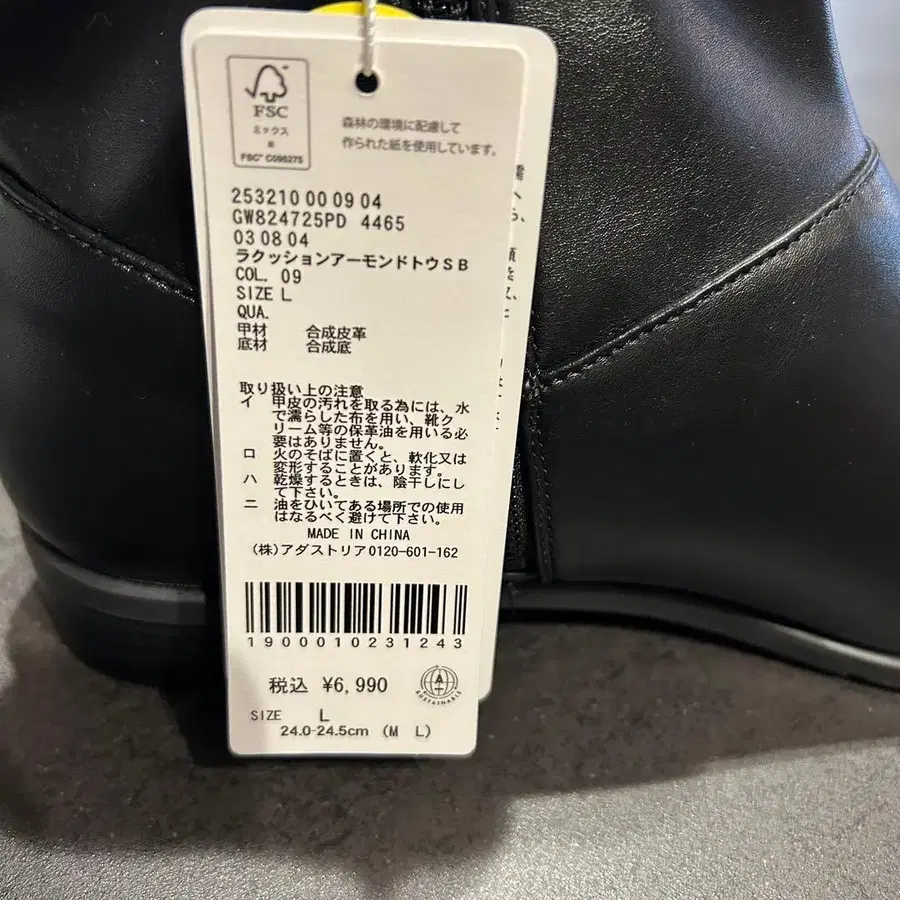 FSC
ミックス
紙
FSC® C095275
森林の環境に配慮して
作られた紙を使用しています。
253210 00 09 04
GW824725PD 4465
03 08 04
ラクッションアーモンドトウSB
COL. 09
SIZE L
QUA.
甲材 合成皮革
底材 合成底
取り扱い上の注意
イ 甲皮の汚れを取る為には、水
で濡らした布を用い、靴ク
リーム等の保革油を用いる必
要はありません。
ロ 火のそばに置くと、軟化又は
変形することがあります。
ハ 乾燥するときは、陰干しにし
て下さい。
ニ 油をひいてある場所での使用
はなるべく避けて下さい。
MADE IN CHINA
(株)アダストリア0120-601-162
1900010231243
税込 ¥6,990
SUSTAINABLE
SIZE L
24.0-24.5cm (M L)